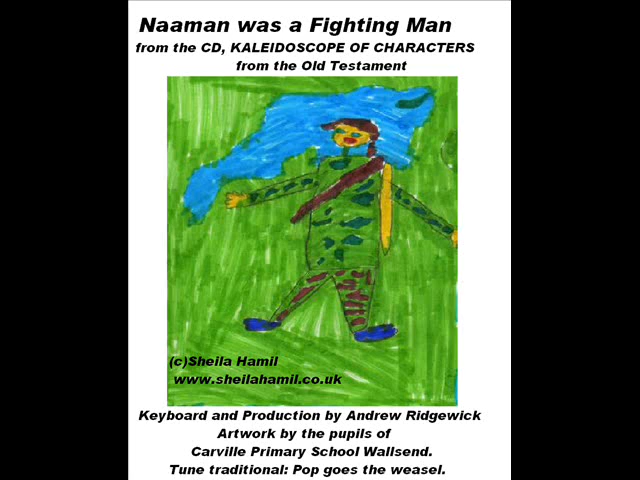 Naaman was a Fighting Man
from the CD, KALEIDOSCOPE OF CHARACTERS
from the Old Testament
(c)Sheila Hamil
www.sheilahamil.co.uk
Keyboard and Production by Andrew Ridgewick
Artwork by the pupils of
Carville Primary School Wallsend.
Tune traditional: Pop goes the weasel.